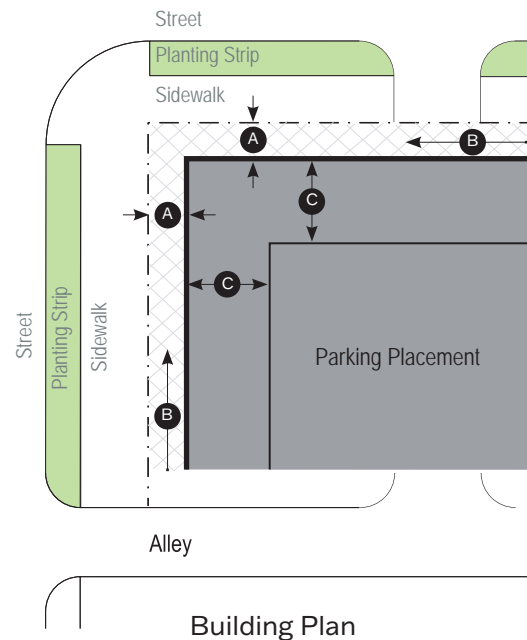 Street
Planting Strip
Sidewalk
A
B
A
C
C
Street
Planting Strip
Sidewalk
Parking Placement
B
Alley
Building Plan